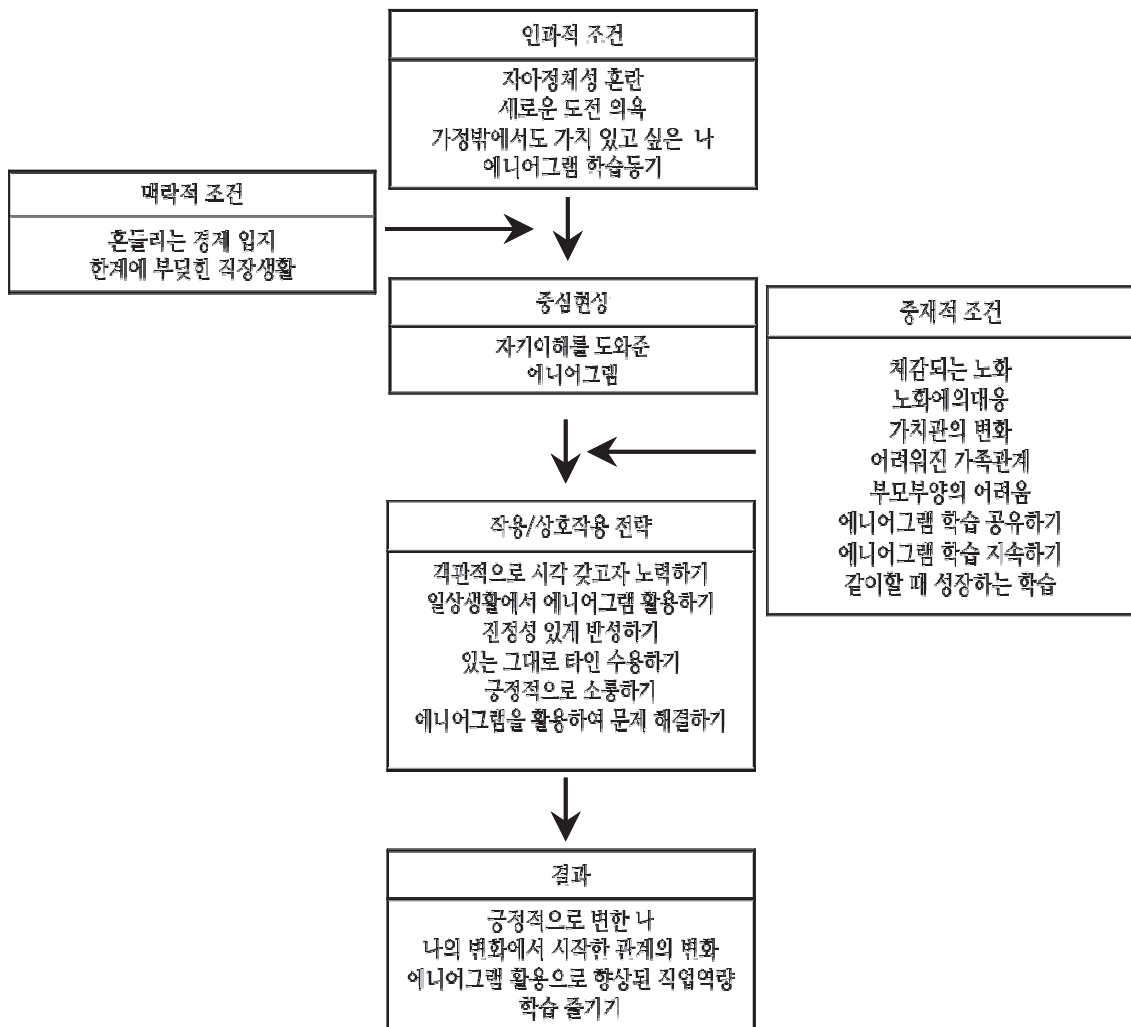 인과적 조건
자아정체성 혼란
새로운 도전 의욕
가정밖에서도 가치 있고 싶은 나
에니어그램 학습동기
맥락적 조건
흔들리는 경제 입지
한계에 부딪힌 직장생활
중심현상
자기이해를 도와준
에니어그램
중재적 조건
체감되는 노화
노화에의대응
가치관의 변화
어려워진 가족관계
부모부양의 어려움
에니어그램 학습 공유하기
에니어그램 학습 지속하기
같이할 때 성장하는 학습
작용/상호작용 전략
객관적으로 시각 갖고자 노력하기
일상생활에서 에니어그램 활용하기
진정성 있게 반성하기
있는 그대로 타인 수용하기
긍정적으로 소통하기
에니어그램을 활용하여 문제 해결하기
결과
긍정적으로 변한 나
나의 변화에서 시작한 관계의 변화
에니어그램 활용으로 향상된 직업역량
학습 즐기기